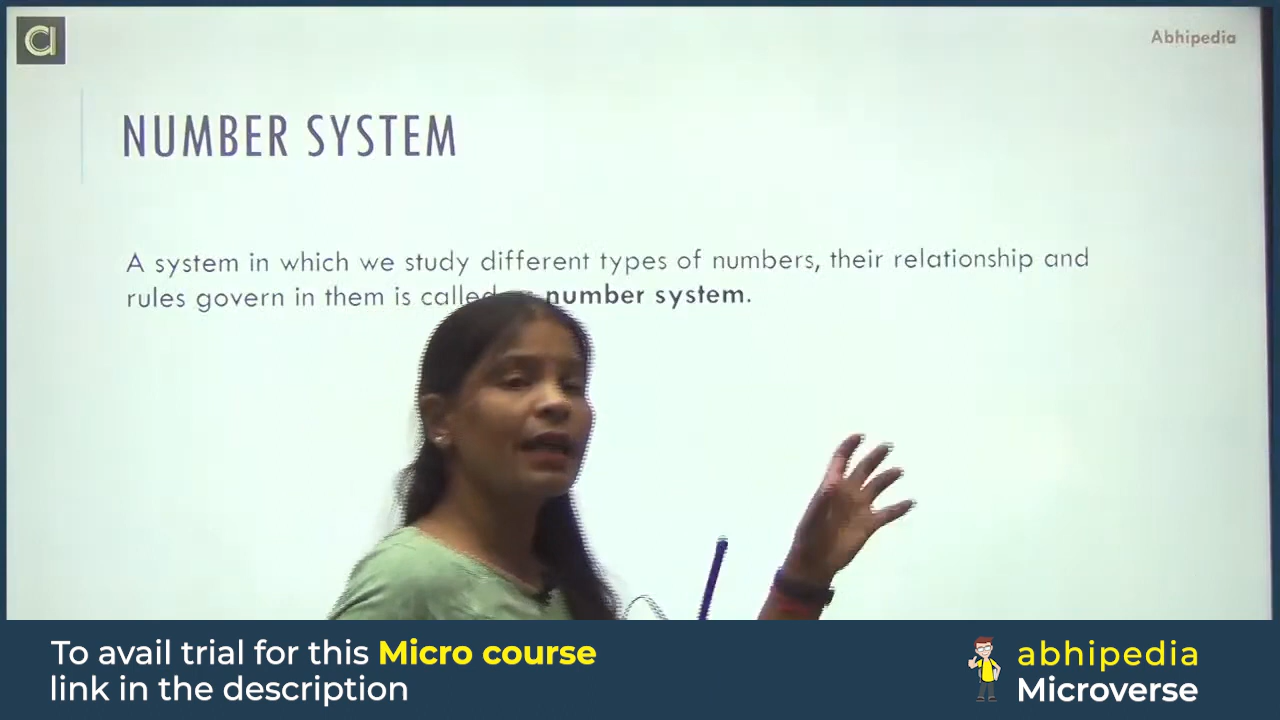 Abhipedia
NUMBER SYSTEM
A system in which we study different types of numbers, their relationship and
rules govern in them is called number system.
To avail trial for this Micro course
link in the description
abhipedia
Microverse